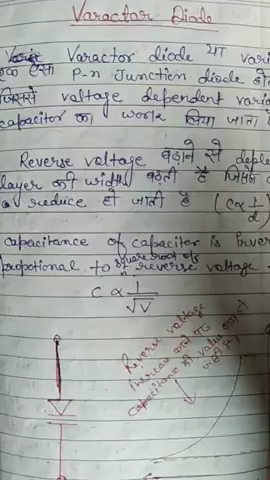 Varactor Diode
Varactor diode या vari
एक ऐसा P-n Junction diode
जिससे voltage dependent varia
capacitor का work लिया जाता
Reverse voltage बढ़ाने से deple
layer की width बढ़ती है जिससे
reduce हो जाती है (C∝1/d)
capacitance of capacitor is inver
propotional to square root of reverse voltage
C ∝ 1/√V
Reverse voltage
Increase करने पर
capacitance की value कम हो